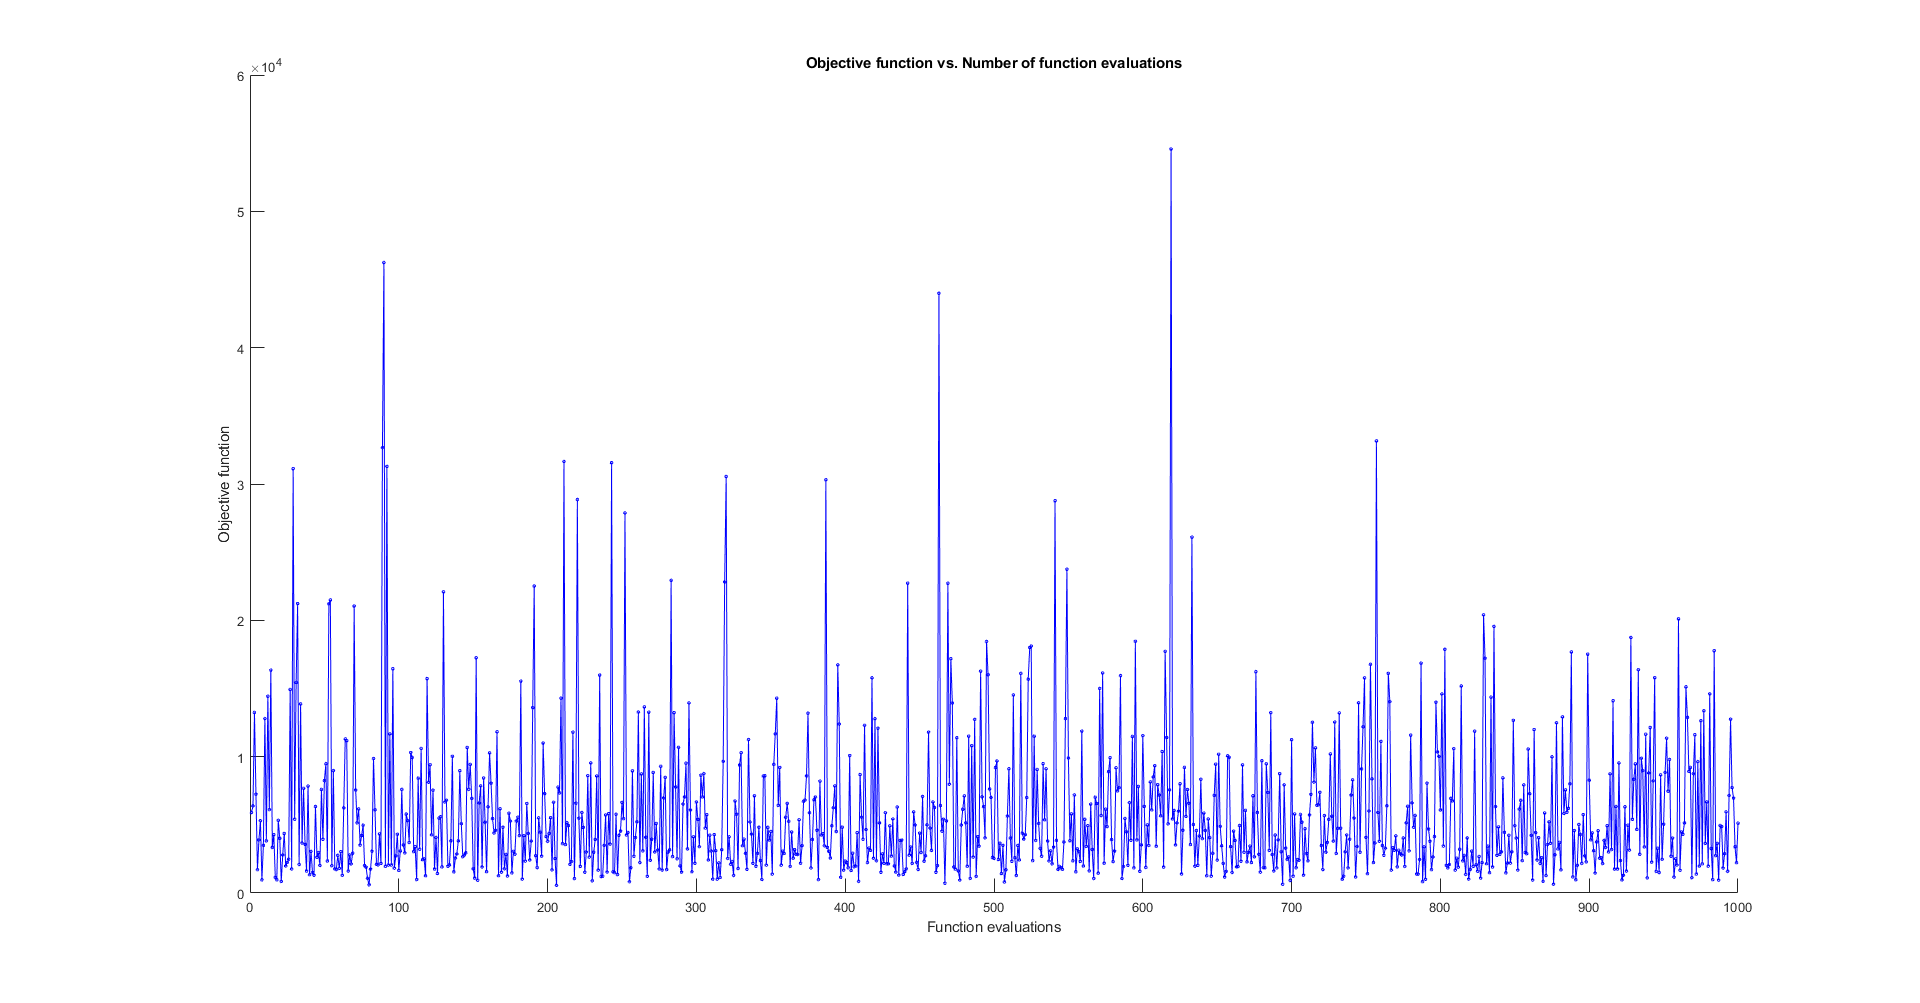 Objective function vs. Number of function evaluations
×10^4
6
5
4
3
2
1
0
Objective function
0 100 200 300 400 500 600 700 800 900 1000
Function evaluations